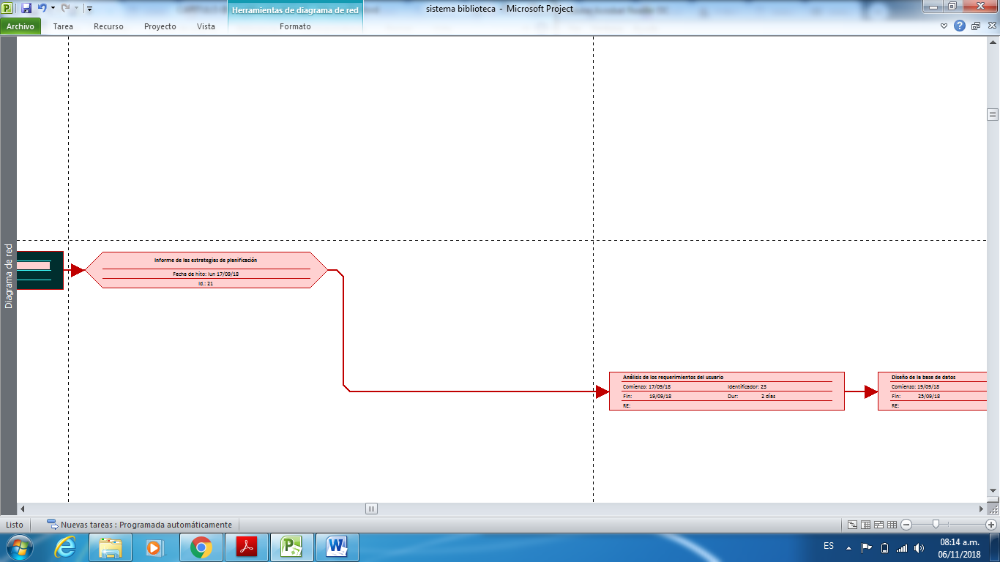 Herramientas de diagrama de red
sistema biblioteca - Microsoft Project
Archivo
Tarea
Recurso
Proyecto
Vista
Formato
Diagrama de red
Informe de las estrategias de planificación
Fecha de hito: lun 17/09/18
Id.: 21
Análisis de los requerimientos del usuario
Comienzo: 17/09/18 Identificador: 23
Fin: 19/09/18 Dur: 2 días
RE:
Diseño de la base de datos
Comienzo: 19/09/18
Fin: 25/09/18
RE:
Listo
Nuevas tareas : Programada automáticamente
ES
08:14 a.m.
06/11/2018